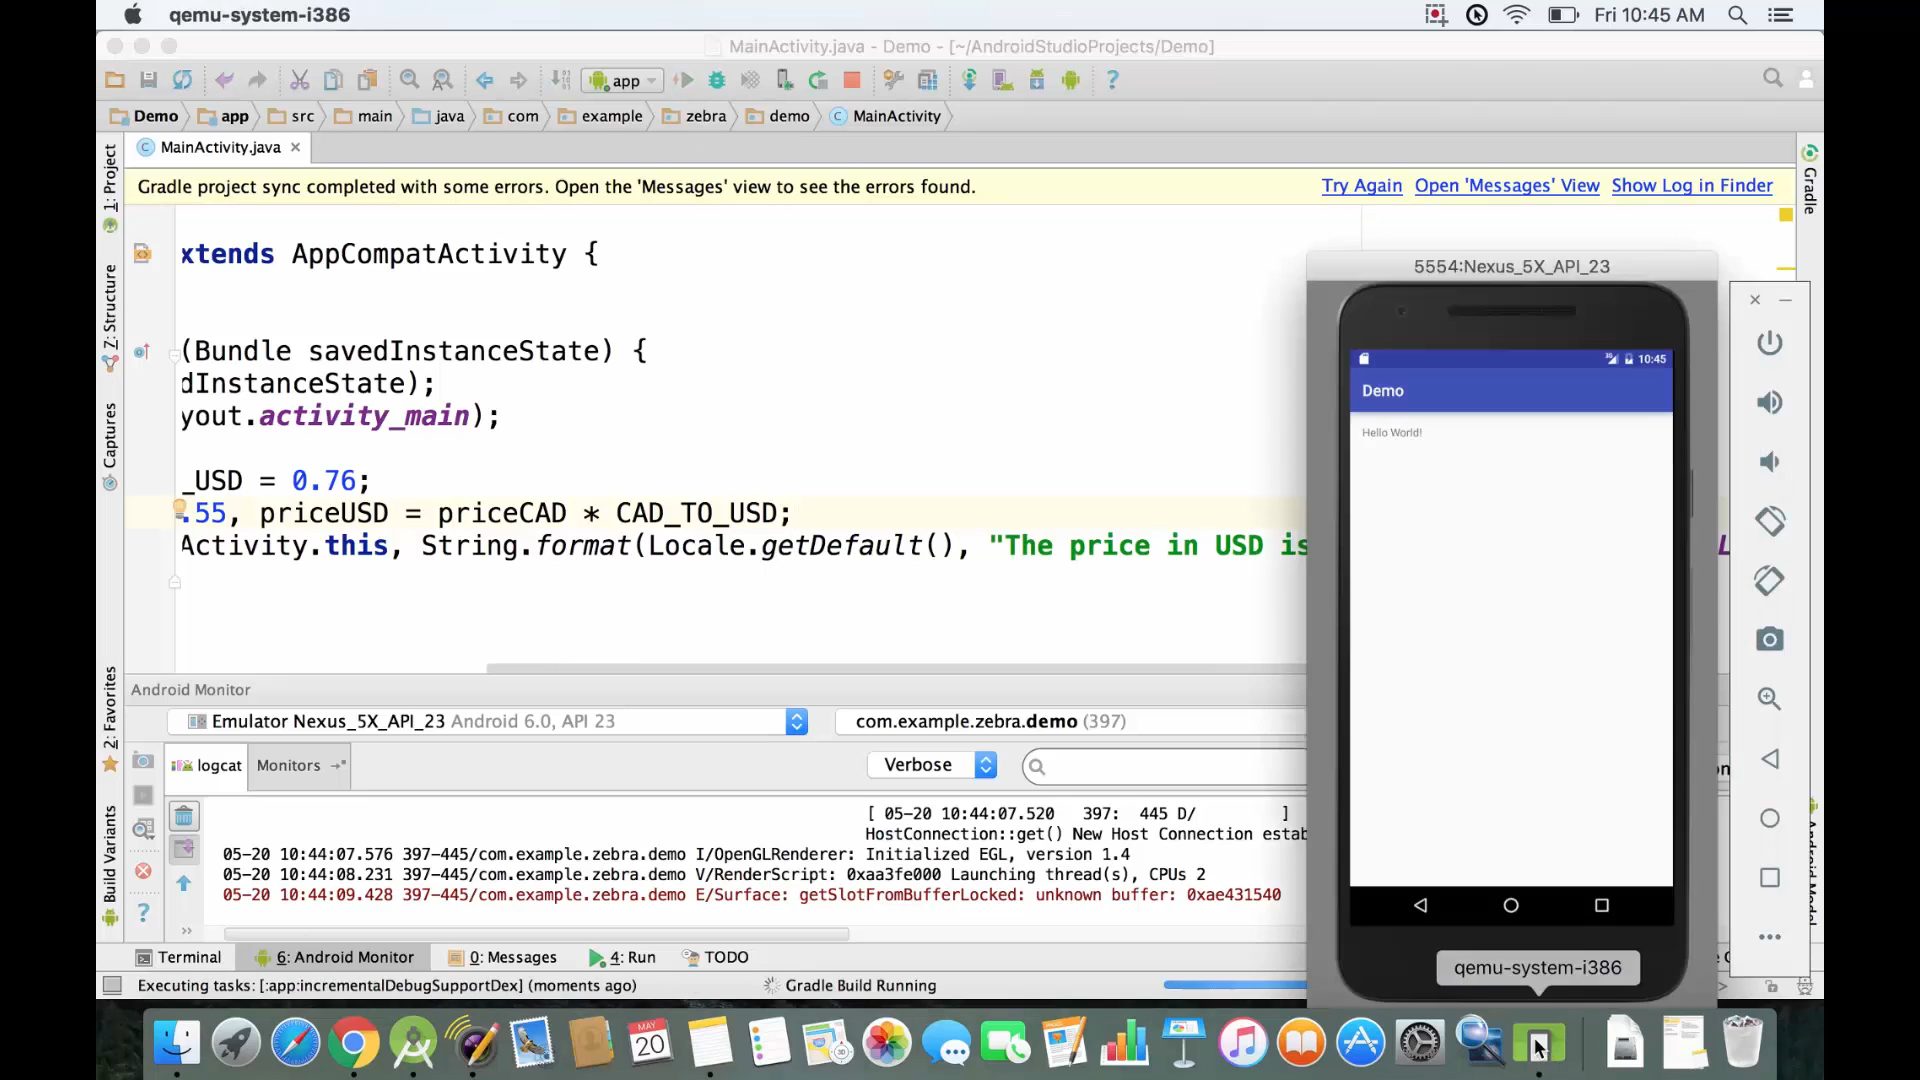 qemu-system-i386
Fri 10:45 AM
MainActivity.java - Demo - [~/AndroidStudioProjects/Demo]
app
?
Demo app src main java com example zebra demo MainActivity
MainActivity.java
Gradle project sync completed with some errors. Open the 'Messages' view to see the errors found.
Try Again Open 'Messages' View Show Log in Finder
1: Project
Z: Structure
Captures
2: Favorites
Build Variants
Gradle
xtends AppCompatActivity {
(Bundle savedInstanceState) {
dInstanceState);
yout.activity_main);
_USD = 0.76;
.55, priceUSD = priceCAD * CAD_TO_USD;
Activity.this, String.format(Locale.getDefault(), "The price in USD is
5554:Nexus_5X_API_23
10:45
Demo
Hello World!
Android Monitor
Emulator Nexus_5X_API_23 Android 6.0, API 23
com.example.zebra.demo (397)
logcat
Monitors
Verbose
[ 05-20 10:44:07.520 397: 445 D/ ]
HostConnection::get() New Host Connection estab
05-20 10:44:07.576 397-445/com.example.zebra.demo I/OpenGLRenderer: Initialized EGL, version 1.4
05-20 10:44:08.231 397-445/com.example.zebra.demo V/RenderScript: 0xaa3fe000 Launching thread(s), CPUs 2
05-20 10:44:09.428 397-445/com.example.zebra.demo E/Surface: getSlotFromBufferLocked: unknown buffer: 0xae431540
Terminal
6: Android Monitor
0: Messages
4: Run
TODO
Executing tasks: [:app:incrementalDebugSupportDex] (moments ago)
Gradle Build Running
qemu-system-i386
MAY
20